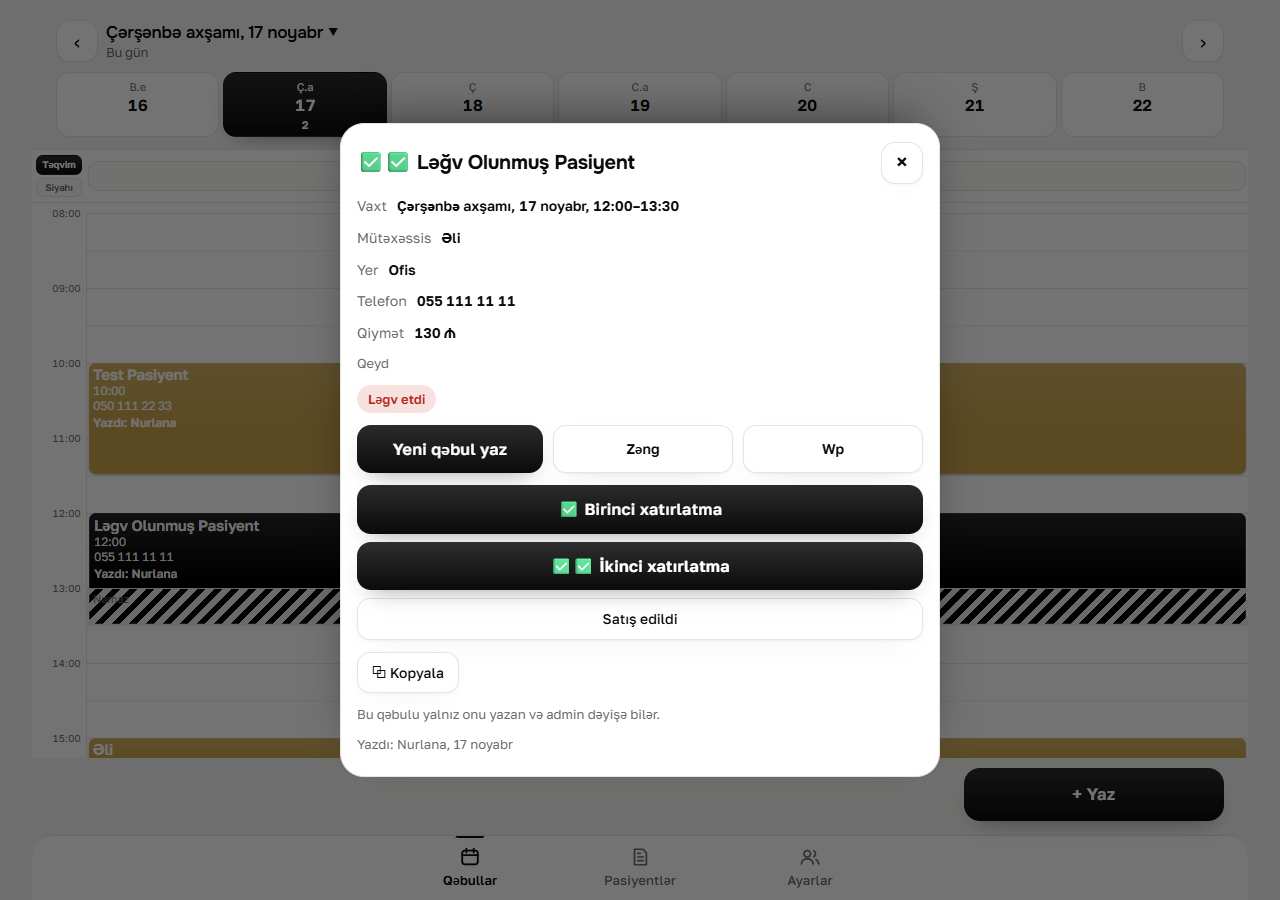 ‹
Çərşənbə axşamı, 17 noyabr ▼
Bu gün
›
B.e
16
Ç.a
17
2
Ç
18
C.a
19
C
20
Ş
21
B
22
Təqvim
Siyahı
✅✅ Ləğv Olunmuş Pasiyent
×
Vaxt Çərşənbə axşamı, 17 noyabr, 12:00–13:30
Mütəxəssis Əli
Yer Ofis
Telefon 055 111 11 11
Qiymət 130 ₼
Qeyd
Ləgv etdi
Yeni qəbul yaz
Zəng
Wp
✅ Birinci xatırlatma
✅✅ İkinci xatırlatma
Satış edildi
Kopyala
Bu qəbulu yalnız onu yazan və admin dəyişə bilər.
Yazdı: Nurlana, 17 noyabr
08:00
09:00
10:00
Test Pasiyent
10:00
050 111 22 33
Yazdı: Nurlana
11:00
12:00
Ləgv Olunmuş Pasiyent
12:00
055 111 11 11
Yazdı: Nurlana
13:00
14:00
15:00
Əli
+ Yaz
Qəbullar
Pasiyentlər
Ayarlar